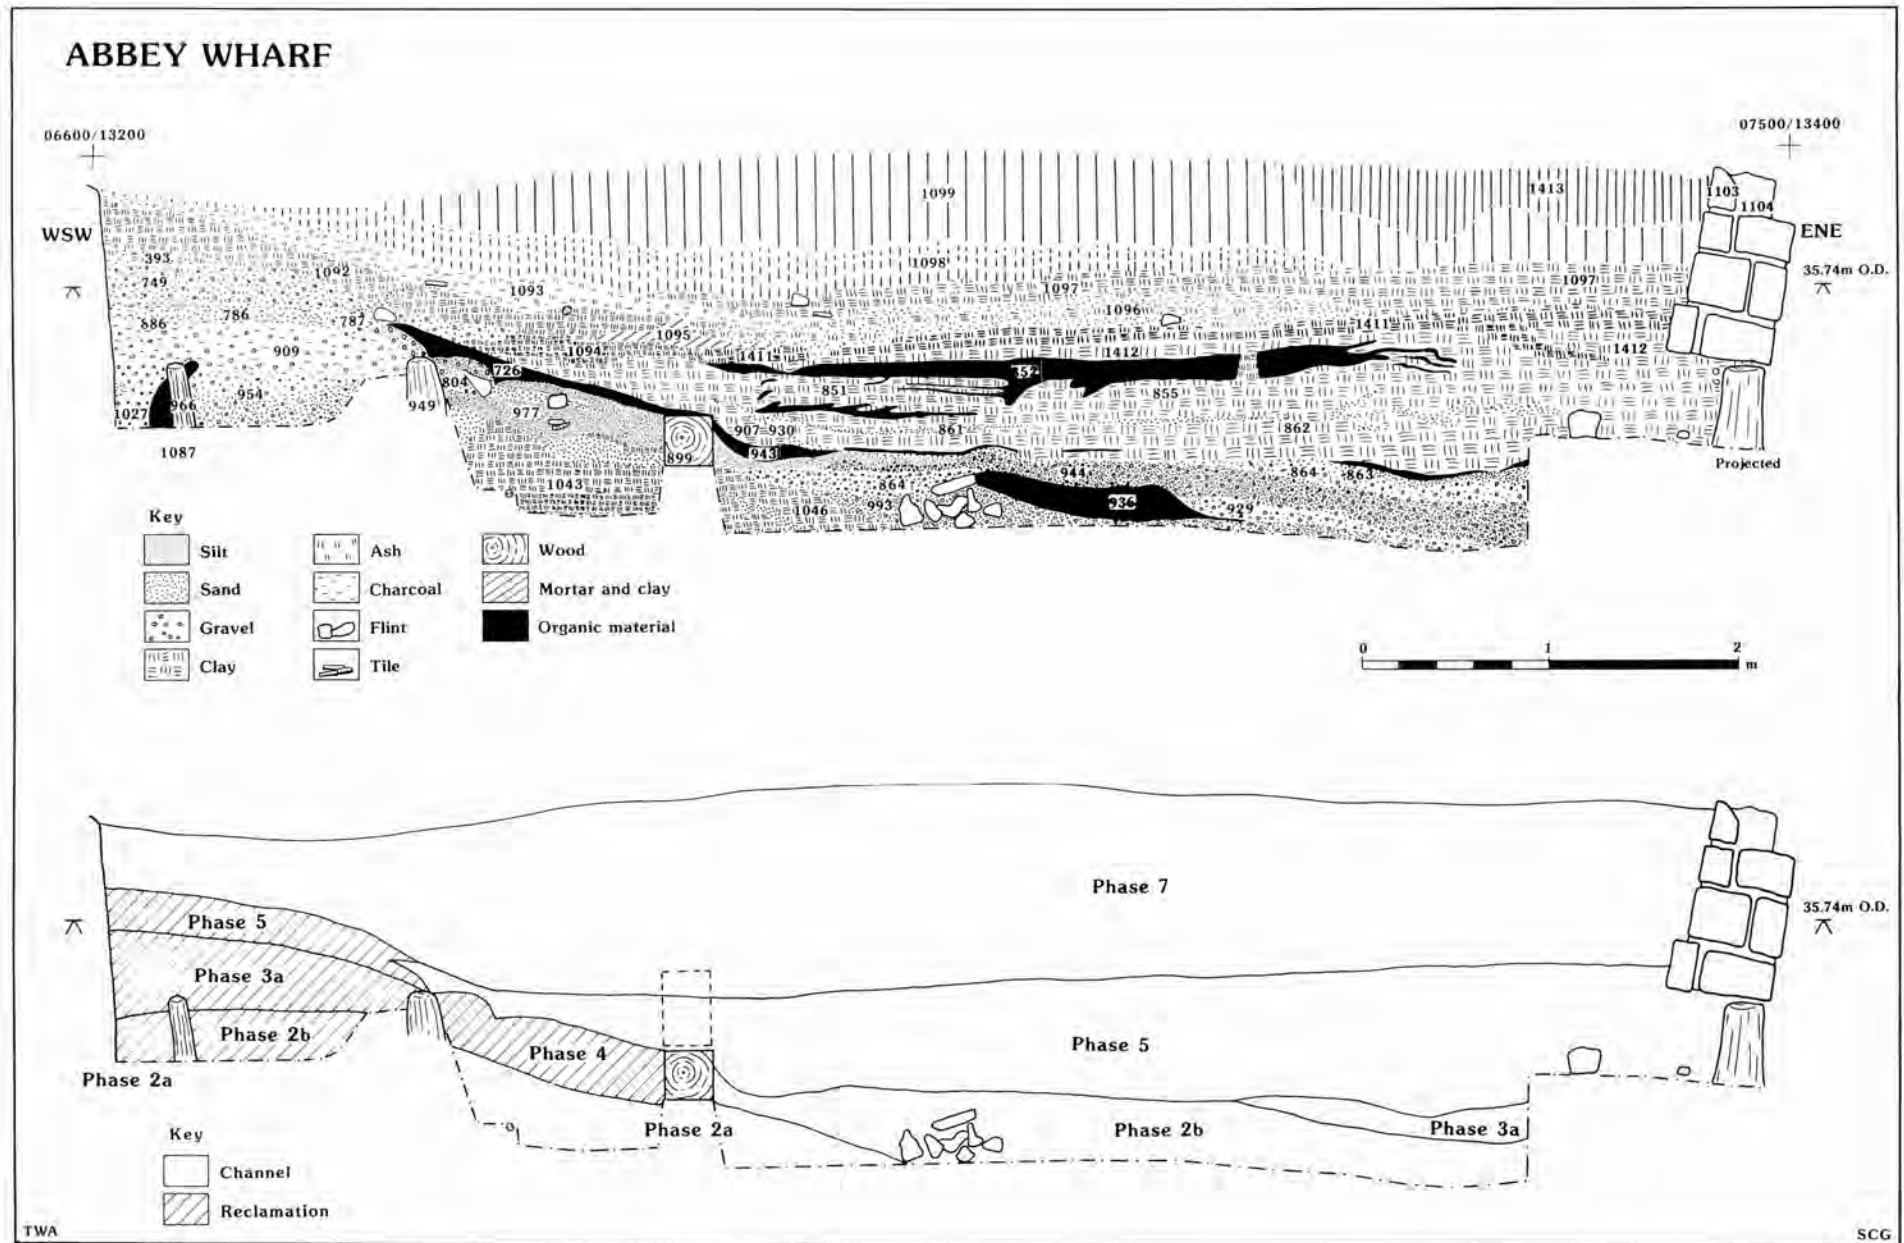 ABBEY WHARF
06600/13200
07500/13400
WSW
ENE
35.74m O.D.
1099
1413
1103
1104
393
749
1092
1093
1098
1097
1097
786
787
886
909
1095
1096
1411
1094
1411
1412
1412
726
804
954
966
1027
949
977
851
855
907-930
861
862
943
899
1087
1043
864
944
864
863
993
936
929
1046
Projected
Key
Silt
Ash
Wood
Sand
Charcoal
Mortar and clay
Gravel
Flint
Organic material
Clay
Tile
0 1 2
m
Phase 7
35.74m O.D.
Phase 5
Phase 3a
Phase 2b
Phase 4
Phase 5
Phase 2a
Phase 2a
Phase 2b
Phase 3a
Key
Channel
Reclamation
TWA
SCG